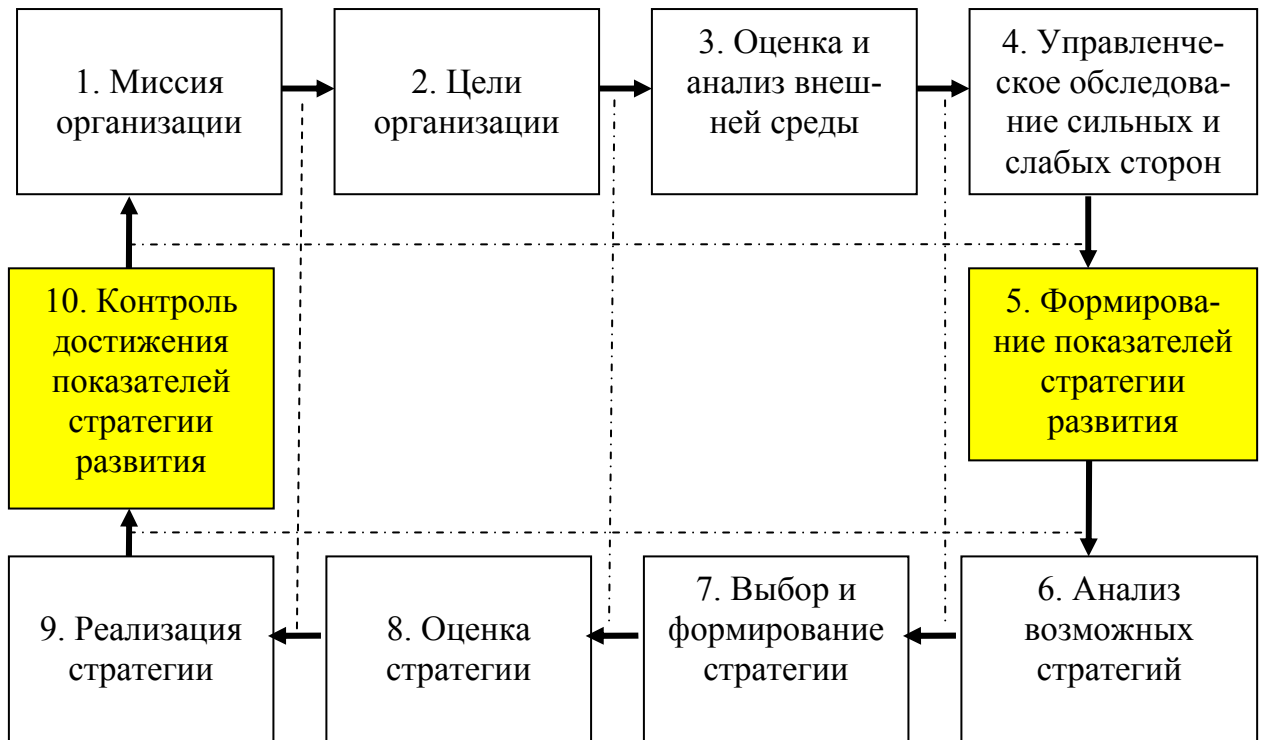 1. Миссия
организации
2. Цели
организации
3. Оценка и
анализ внеш-
ней среды
4. Управленче-
ское обследова-
ние сильных и
слабых сторон
10. Контроль
достижения
показателей
стратегии
развития
5. Формирова-
ние показателей
стратегии
развития
9. Реализация
стратегии
8. Оценка
стратегии
7. Выбор и
формирование
стратегии
6. Анализ
возможных
стратегий